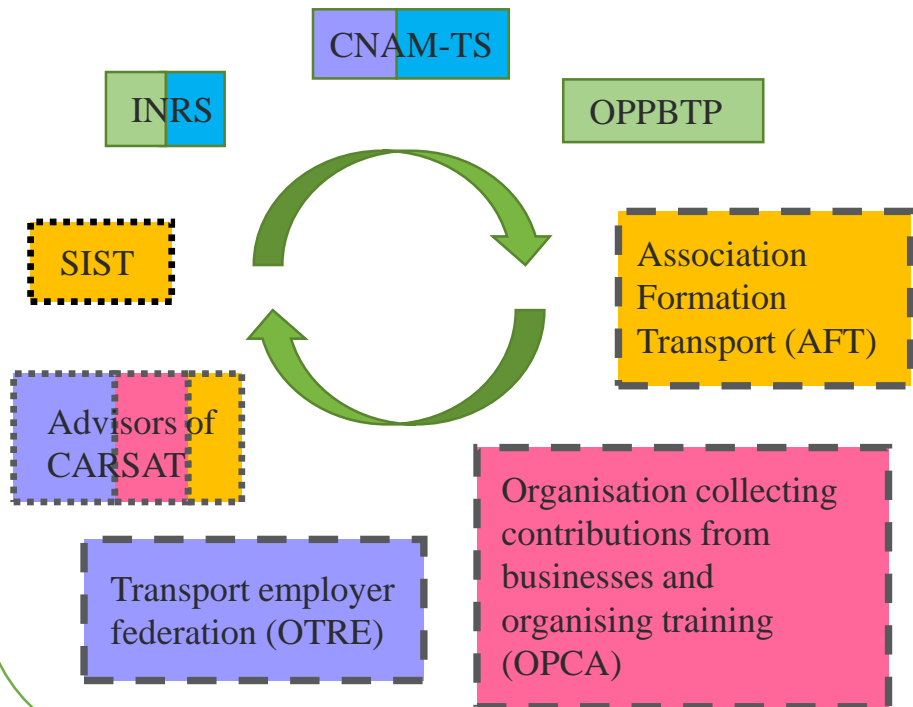 CNAM-TS
INRS
OPPBTP
SIST
Association
Formation
Transport (AFT)
Advisors of
CARSAT
Organisation collecting
contributions from
businesses and
organising training
(OPCA)
Transport employer
federation (OTRE)